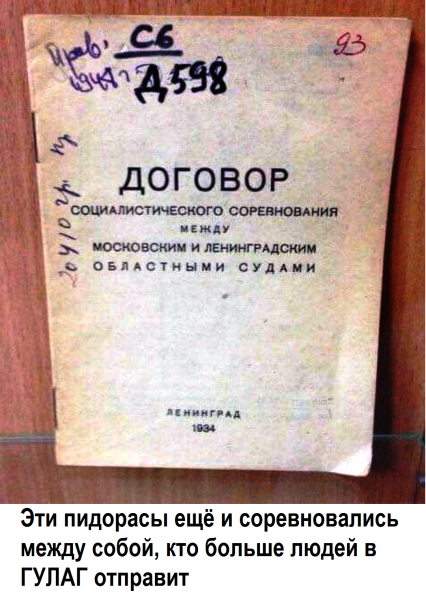 С6
Д598
93
ДОГОВОР
СОЦИАЛИСТИЧЕСКОГО СОРЕВНОВАНИЯ
МЕЖДУ
МОСКОВСКИМ И ЛЕНИНГРАДСКИМ
ОБЛАСТНЫМИ СУДАМИ
ЛЕНИНГРАД
1934
Эти пидорасы ещё и соревновались
между собой, кто больше людей в
ГУЛАГ отправит